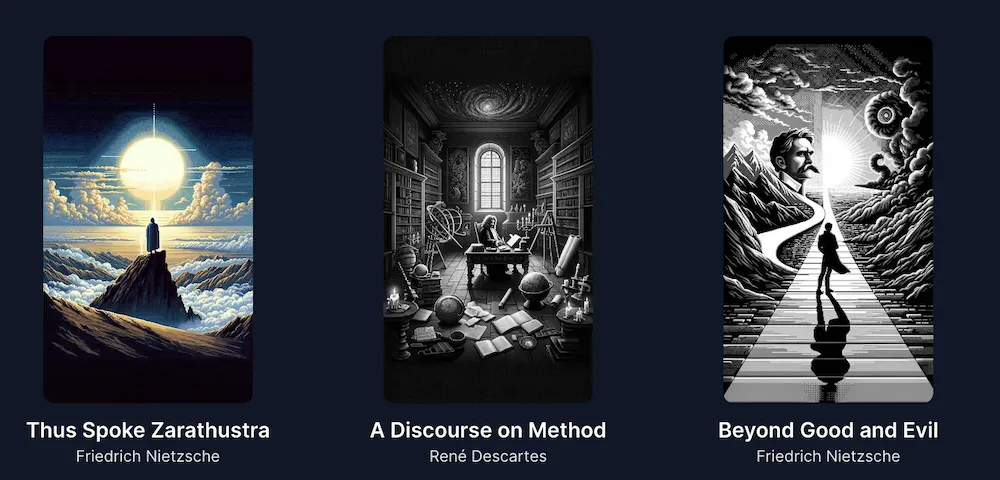 Thus Spoke Zarathustra
Friedrich Nietzsche
A Discourse on Method
René Descartes
Beyond Good and Evil
Friedrich Nietzsche